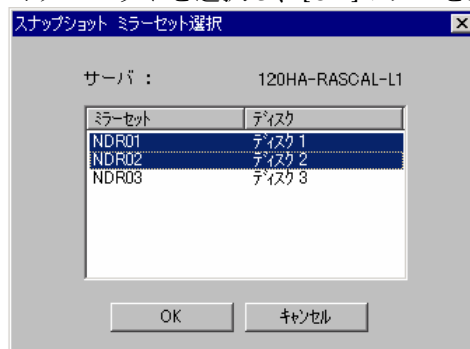 スナップショット ミラーセット選択
サーバ : 120HA-RASCAL-L1
ミラーセット ディスク
NDR01 ディスク 1
NDR02 ディスク 2
NDR03 ディスク 3
OK キャンセル